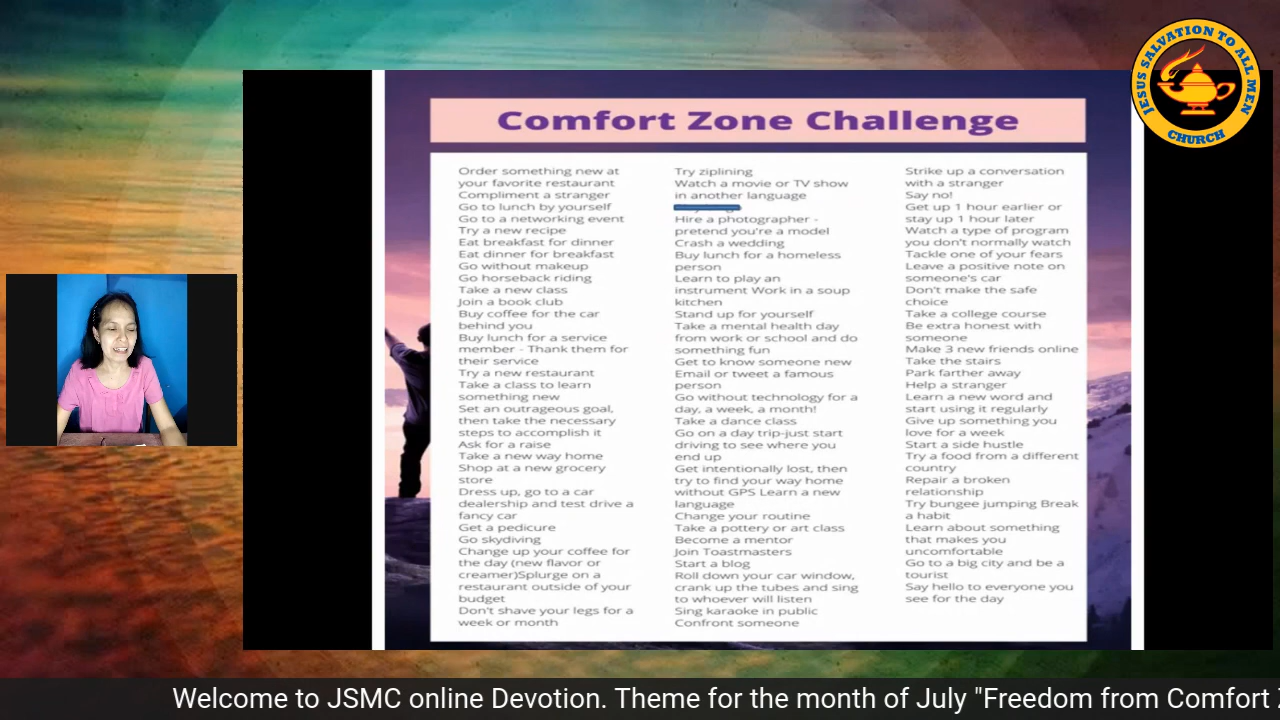 Comfort Zone Challenge
Order something new at
your favorite restaurant
Compliment a stranger
Go to lunch by yourself
Go to a networking event
Try a new recipe
Eat breakfast for dinner
Eat dinner for breakfast
Go without makeup
Go horseback riding
Take a new class
Join a book club
Buy coffee for the car
behind you
Buy lunch for a service
member - Thank them for
their service
Try a new restaurant
Take a class to learn
something new
Set an outrageous goal,
then take the necessary
steps to accomplish it
Ask for a raise
Take a new way home
Shop at a new grocery
store
Dress up, go to a car
dealership and test drive a
fancy car
Get a pedicure
Go skydiving
Change up your coffee for
the day (new flavor or
creamer)Splurge on a
restaurant outside of your
budget
Don't shave your legs for a
week or month
Try ziplining
Watch a movie or TV show
in another language
Hire a photographer -
pretend you're a model
Crash a wedding
Buy lunch for a homeless
person
Learn to play an
instrument Work in a soup
kitchen
Stand up for yourself
Take a mental health day
from work or school and do
something fun
Get to know someone new
Email or tweet a famous
person
Go without technology for a
day, a week, a month!
Take a dance class
Go on a day trip-just start
driving to see where you
end up
Get intentionally lost, then
try to find your way home
without GPS Learn a new
language
Change your routine
Take a pottery or art class
Become a mentor
Join Toastmasters
Start a blog
Roll down your car window,
crank up the tubes and sing
to whoever will listen
Sing karaoke in public
Confront someone
Strike up a conversation
with a stranger
Say no!
Get up 1 hour earlier or
stay up 1 hour later
Watch a type of program
you don't normally watch
Tackle one of your fears
Leave a positive note on
someone's car
Don't make the safe
choice
Take a college course
Be extra honest with
someone
Make 3 new friends online
Take the stairs
Park farther away
Help a stranger
Learn a new word and
start using it regularly
Give up something you
love for a week
Start a side hustle
Try a food from a different
country
Repair a broken
relationship
Try bungee jumping Break
a habit
Learn about something
that makes you
uncomfortable
Go to a big city and be a
tourist
Say hello to everyone you
see for the day
JESUS SALVATION TO ALL MEN
CHURCH
Welcome to JSMC online Devotion. Theme for the month of July "Freedom from Comfort